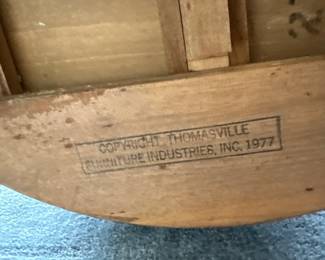 COPYRIGHT THOMASVILLE
FURNITURE INDUSTRIES, INC. 1977